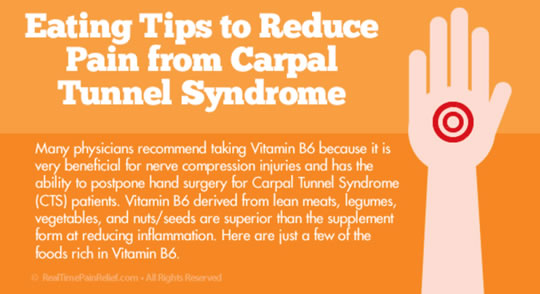 Eating Tips to Reduce
Pain from Carpal
Tunnel Syndrome
Many physicians recommend taking Vitamin B6 because it is
very beneficial for nerve compression injuries and has the
ability to postpone hand surgery for Carpal Tunnel Syndrome
(CTS) patients. Vitamin B6 derived from lean meats, legumes,
vegetables, and nuts/seeds are superior than the supplement
form at reducing inflammation. Here are just a few of the
foods rich in Vitamin B6.
© RealTimePainRelief.com • All Rights Reserved